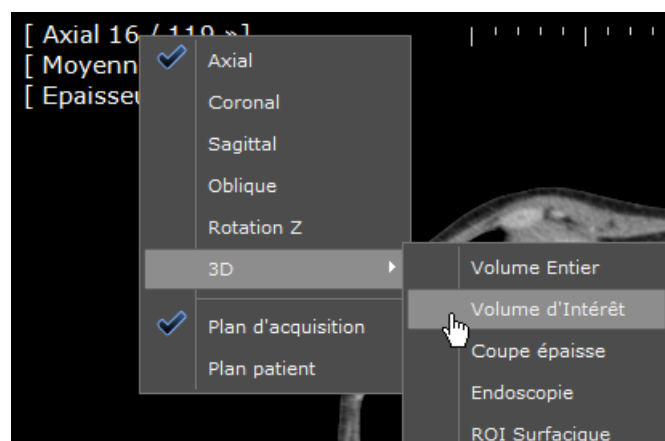 [ Axial 16 / 119 »]
[ Moyenn
[ Epaisseu
Axial
Coronal
Sagittal
Oblique
Rotation Z
3D
Plan d'acquisition
Plan patient
Volume Entier
Volume d'Intérêt
Coupe épaisse
Endoscopie
ROI Surfacique